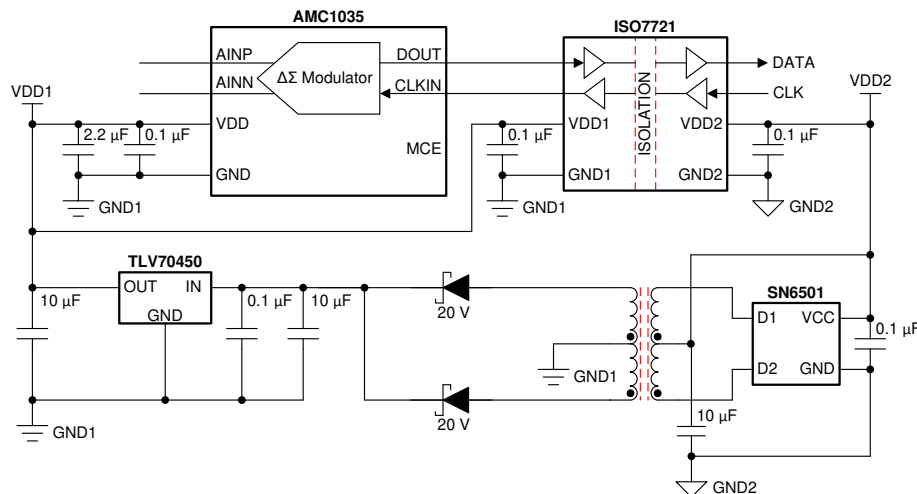 AMC1035
ISO7721
AINP
AINN
ΔΣ Modulator
DOUT
CLKIN
DATA
CLK
VDD1
VDD2
2.2 µF
0.1 µF
VDD
GND
MCE
0.1 µF
VDD1
GND1
ISOLATION
VDD2
GND2
0.1 µF
GND1
GND1
GND2
TLV70450
10 µF
OUT
IN
GND
0.1 µF
10 µF
20 V
GND1
20 V
GND1
SN6501
D1
VCC
D2
GND
0.1 µF
10 µF
GND2